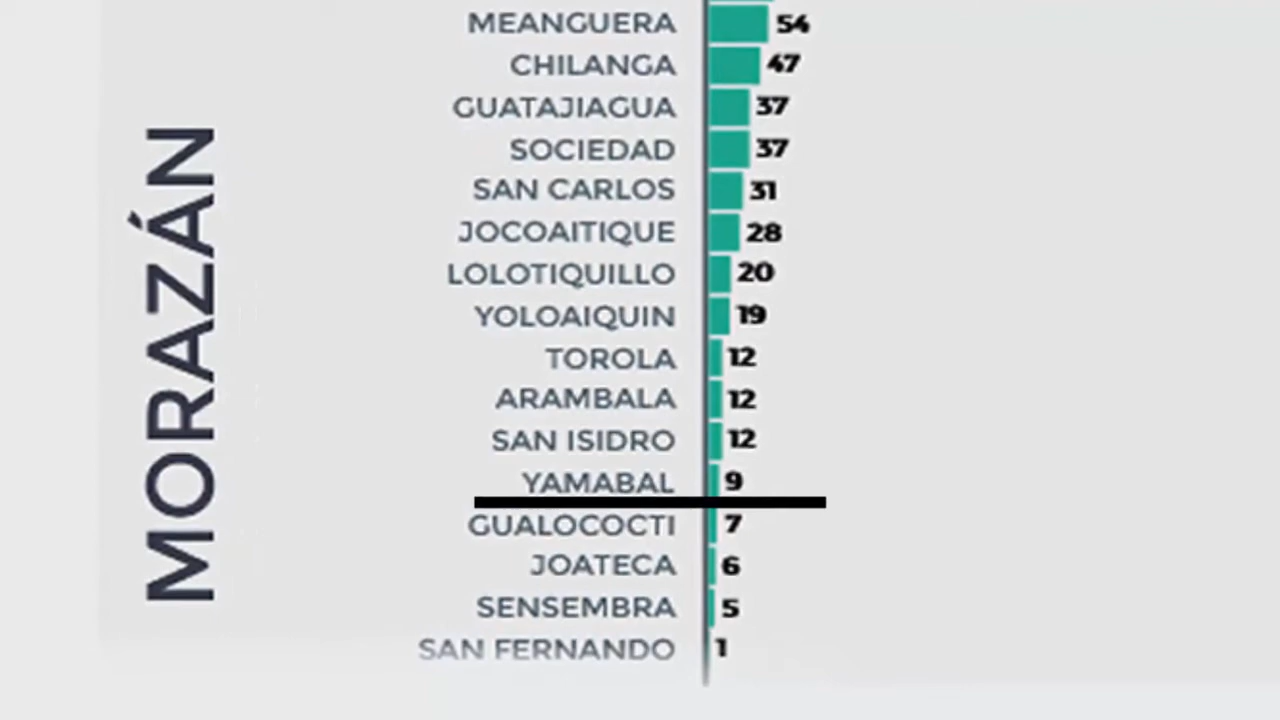 MORAZÁN
MEANGUERA 54
CHILANGA 47
GUATAJIAGUA 37
SOCIEDAD 37
SAN CARLOS 31
JOCOAITIQUE 28
LOLOTIQUILLO 20
YOLOAIQUIN 19
TOROLA 12
ARAMBALA 12
SAN ISIDRO 12
YAMABAL 9
GUALOCOCTI 7
JOATECA 6
SENSEMBRA 5
SAN FERNANDO 1